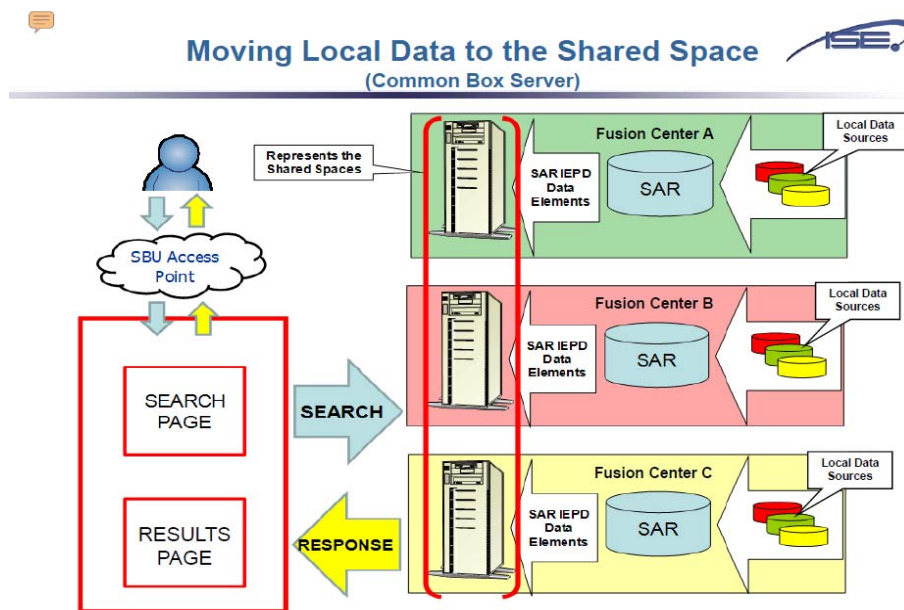 Moving Local Data to the Shared Space
(Common Box Server)
ISE
Represents the
Shared Spaces
SBU Access
Point
SEARCH
PAGE
RESULTS
PAGE
SEARCH
RESPONSE
Fusion Center A
SAR IEPD
Data
Elements
SAR
Local Data
Sources
Fusion Center B
SAR IEPD
Data
Elements
SAR
Local Data
Sources
Fusion Center C
SAR IEPD
Data
Elements
SAR
Local Data
Sources